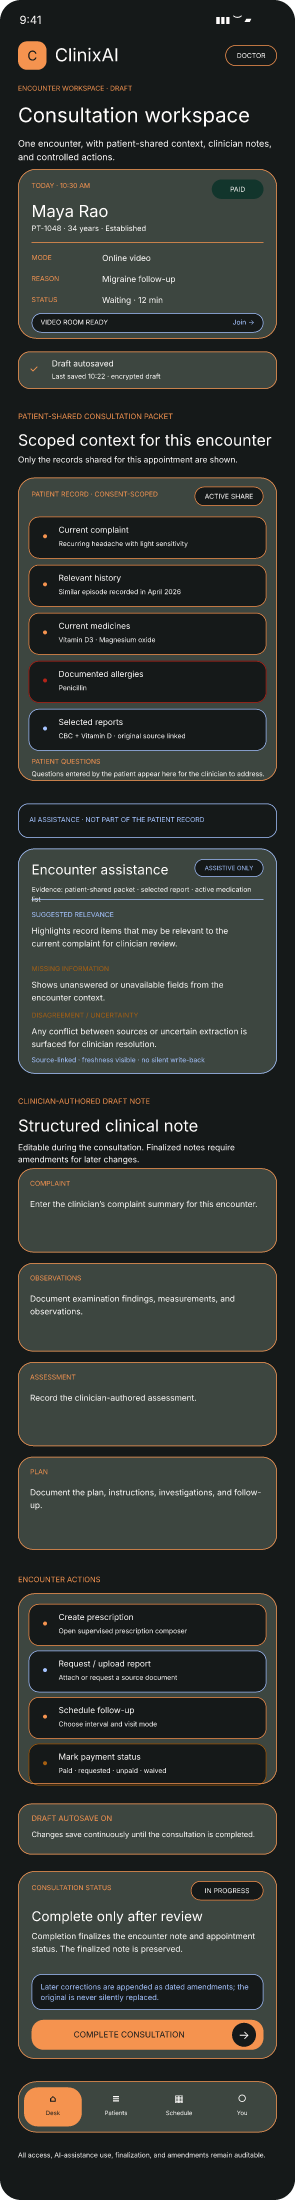 9:41
C ClinixAI
DOCTOR
ENCOUNTER WORKSPACE · DRAFT
Consultation workspace
One encounter, with patient-shared context, clinician notes,
and controlled actions.
TODAY · 10:30 AM
PAID
Maya Rao
PT-1048 · 34 years · Established
MODE Online video
REASON Migraine follow-up
STATUS Waiting · 12 min
VIDEO ROOM READY Join →
✓ Draft autosaved
Last saved 10:22 · encrypted draft
PATIENT-SHARED CONSULTATION PACKET
Scoped context for this encounter
Only the records shared for this appointment are shown.
PATIENT RECORD · CONSENT-SCOPED
ACTIVE SHARE
Current complaint
Recurring headache with light sensitivity
Relevant history
Similar episode recorded in April 2026
Current medicines
Vitamin D3 · Magnesium oxide
Documented allergies
Penicillin
Selected reports
CBC + Vitamin D · original source linked
PATIENT QUESTIONS
Questions entered by the patient appear here for the clinician to address.
AI ASSISTANCE · NOT PART OF THE PATIENT RECORD
Encounter assistance
ASSISTIVE ONLY
Evidence: patient-shared packet · selected report · active medication
list
SUGGESTED RELEVANCE
Highlights record items that may be relevant to the
current complaint for clinician review.
MISSING INFORMATION
Shows unanswered or unavailable fields from the
encounter context.
DISAGREEMENT / UNCERTAINTY
Any conflict between sources or uncertain extraction is
surfaced for clinician resolution.
Source-linked · freshness visible · no silent write-back
CLINICIAN-AUTHORED DRAFT NOTE
Structured clinical note
Editable during the consultation. Finalized notes require
amendments for later changes.
COMPLAINT
Enter the clinician's complaint summary for this encounter.
OBSERVATIONS
Document examination findings, measurements, and
observations.
ASSESSMENT
Record the clinician-authored assessment.
PLAN
Document the plan, instructions, investigations, and follow-
up.
ENCOUNTER ACTIONS
Create prescription
Open supervised prescription composer
Request / upload report
Attach or request a source document
Schedule follow-up
Choose interval and visit mode
Mark payment status
Paid · requested · unpaid · waived
DRAFT AUTOSAVE ON
Changes save continuously until the consultation is completed.
CONSULTATION STATUS
IN PROGRESS
Complete only after review
Completion finalizes the encounter note and appointment
status. The finalized note is preserved.
Later corrections are appended as dated amendments; the
original is never silently replaced.
COMPLETE CONSULTATION →
Desk Patients Schedule You
All access, AI-assistance use, finalization, and amendments remain auditable.